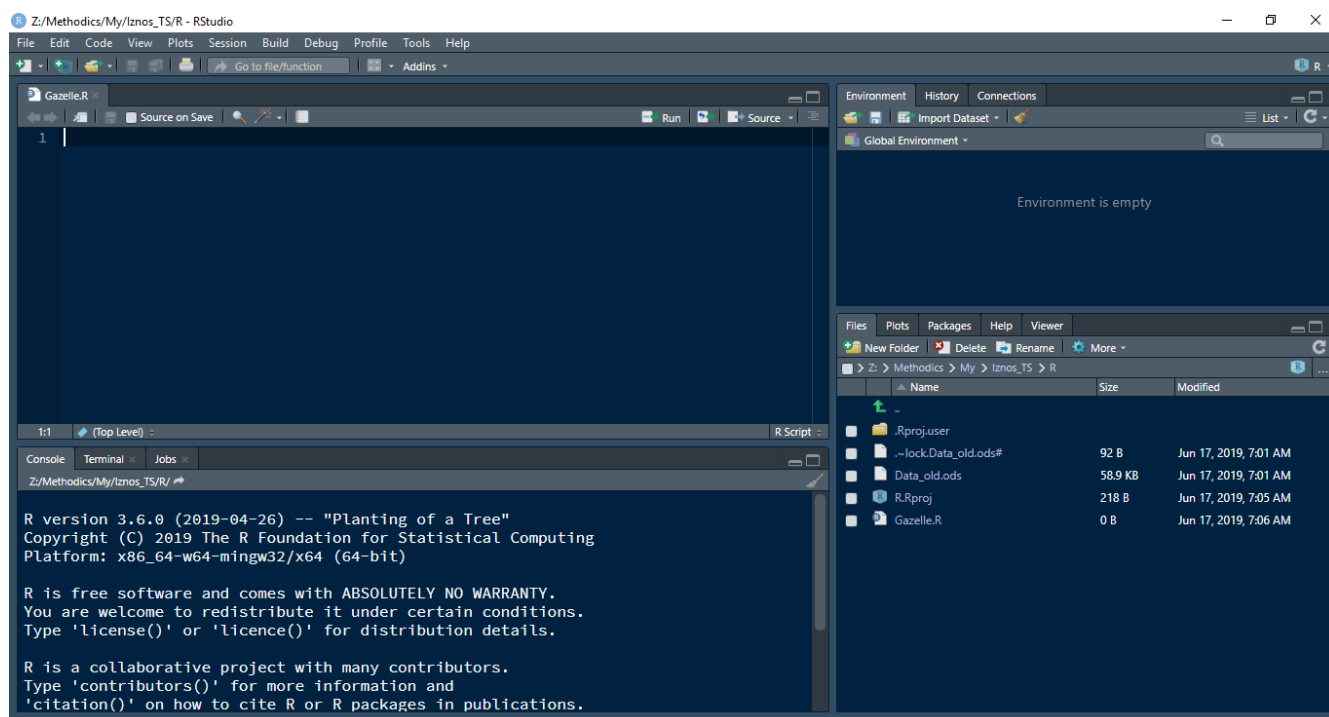 Z:/Methodics/My/Iznos_TS/R - RStudio
File Edit Code View Plots Session Build Debug Profile Tools Help
Go to file/function Addins R
Gazelle.R
Source on Save Run Source
1
1:1 (Top Level) R Script
Console Terminal Jobs
Z:/Methodics/My/Iznos_TS/R/
R version 3.6.0 (2019-04-26) -- "Planting of a Tree"
Copyright (C) 2019 The R Foundation for Statistical Computing
Platform: x86_64-w64-mingw32/x64 (64-bit)
R is free software and comes with ABSOLUTELY NO WARRANTY.
You are welcome to redistribute it under certain conditions.
Type 'license()' or 'licence()' for distribution details.
R is a collaborative project with many contributors.
Type 'contributors()' for more information and
'citation()' on how to cite R or R packages in publications.
Environment History Connections
Import Dataset List
Global Environment
Environment is empty
Files Plots Packages Help Viewer
New Folder Delete Rename More
Z: > Methodics > My > Iznos_TS > R ...
Name Size Modified
..
.Rproj.user
.~lock.Data_old.ods# 92 B Jun 17, 2019, 7:01 AM
Data_old.ods 58.9 KB Jun 17, 2019, 7:01 AM
R.Rproj 218 B Jun 17, 2019, 7:05 AM
Gazelle.R 0 B Jun 17, 2019, 7:06 AM